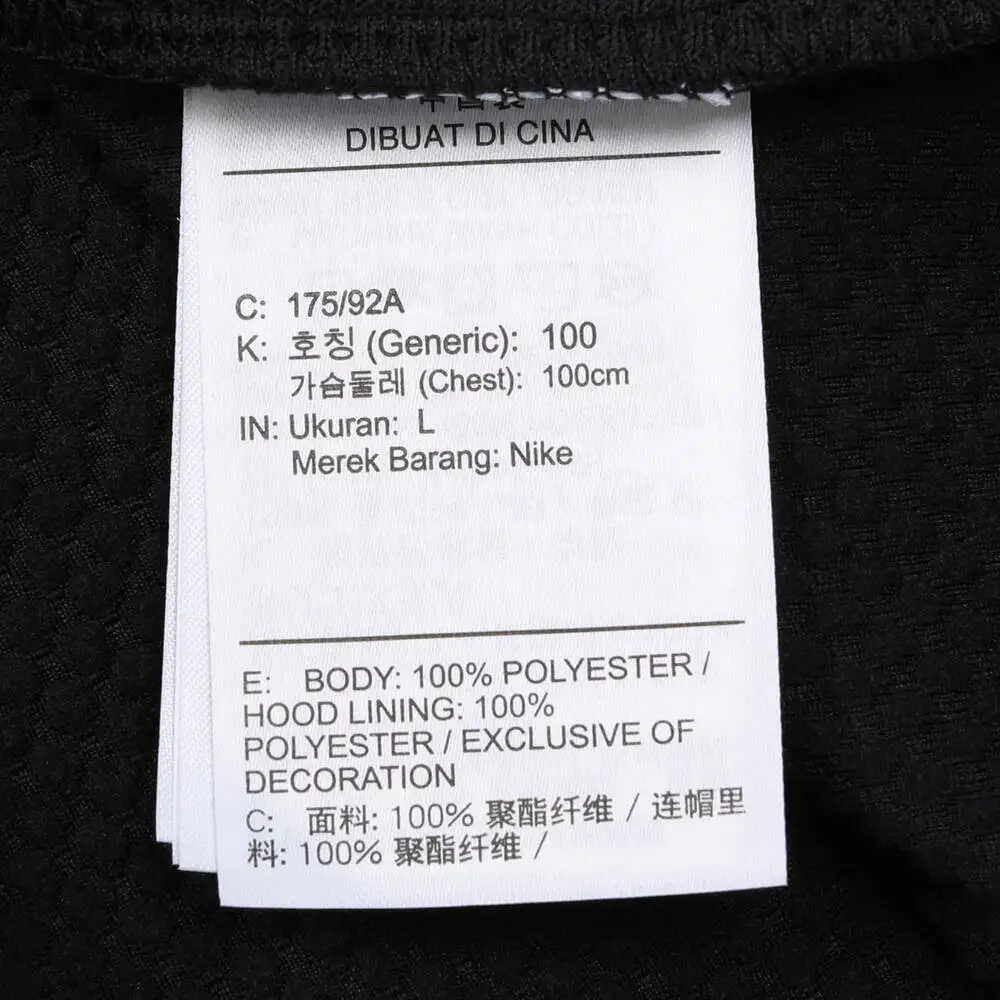 DIBUAT DI CINA
C: 175/92A
K: 호칭 (Generic): 100
가슴둘레 (Chest): 100cm
IN: Ukuran: L
Merek Barang: Nike
E: BODY: 100% POLYESTER /
HOOD LINING: 100%
POLYESTER / EXCLUSIVE OF
DECORATION
C: 面料: 100% 聚酯纤维 / 连帽里
料: 100% 聚酯纤维 /